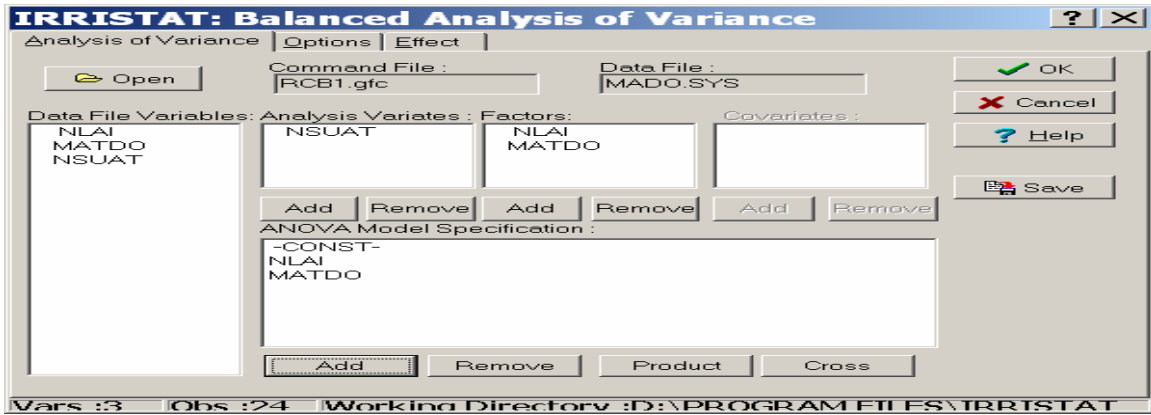 IRRISTAT: Balanced Analysis of Variance ? X
Analysis of Variance Options Effect
Open
Command File :
RCB1.gfc
Data File :
MADO.SYS
OK
Cancel
Help
Save
Data File Variables:
NLAI
MATDO
NSUAT
Analysis Variates :
NSUAT
Add Remove
Factors:
NLAI
MATDO
Add Remove
Covariates :
Add Remove
ANOVA Model Specification :
-CONST-
NLAI
MATDO
Add Remove Product Cross
Vars :3 Obs :24 Working Directory :D:\PROGRAM FILES\IRRISTAT